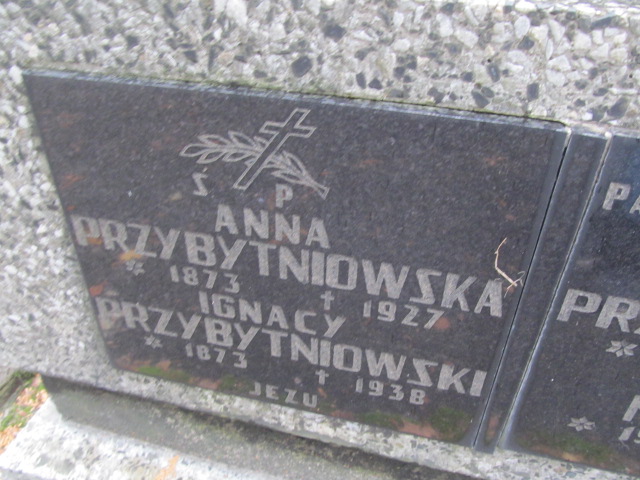 Ś P
ANNA
PRZYBYTNIOWSKA
* 1873 † 1927
IGNACY
PRZYBYTNIOWSKI
* 1873 † 1938
JEZU